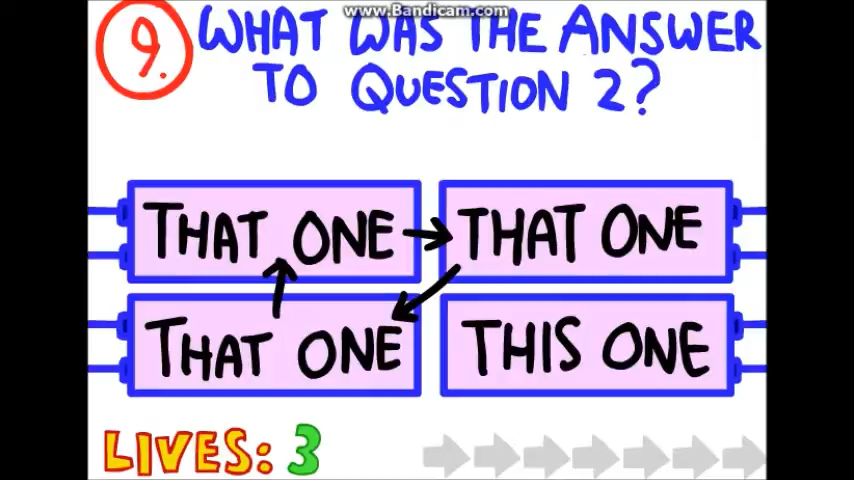 www.Bandicam.com
9. WHAT WAS THE ANSWER
TO QUESTION 2?
THAT ONE
THAT ONE
THAT ONE
THIS ONE
LIVES: 3